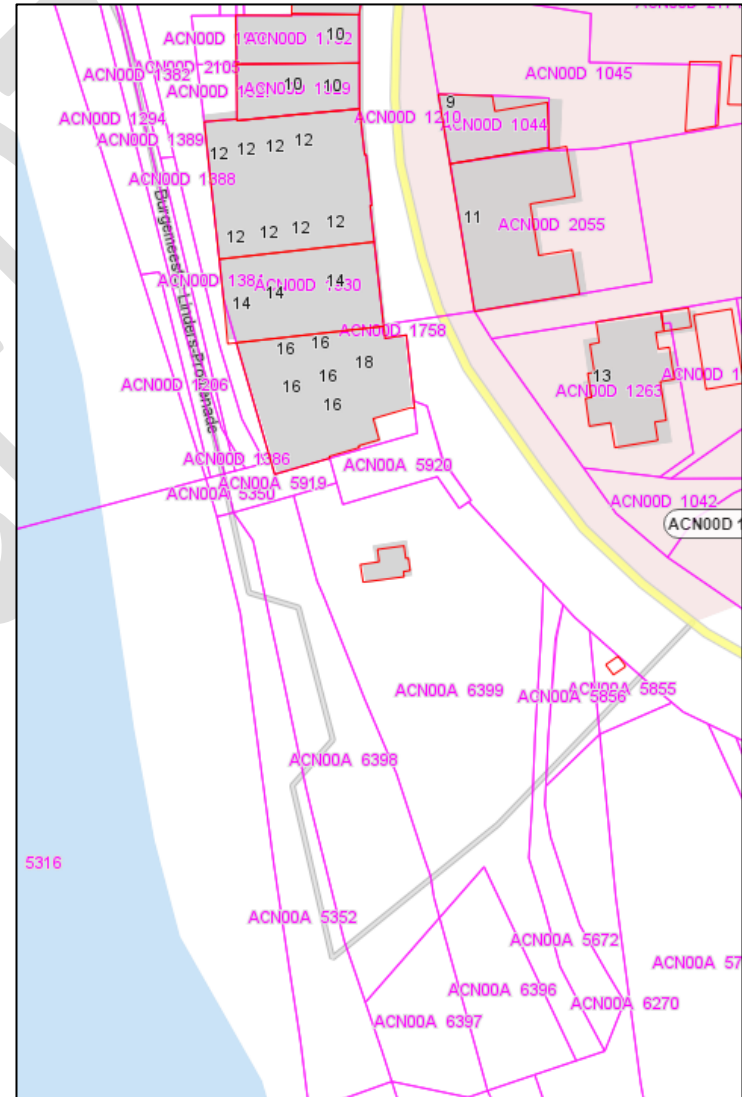 10
ACN00D 1382
ACN00D 2105
10
10
ACN00D 1045
ACN00D 1294
ACN00D 1389
ACN00D 1210
9
ACN00D 1044
12 12 12 12
ACN00D 1388
11
ACN00D 2055
12 12 12 12
14
14
14
ACN00D 1758
16
16
18
16
16
16
13
ACN00D 1263
ACN00D 1206
Linders-Promenade
ACN00D 1386
ACN00A 5920
ACN00A 5919
ACN00A 5350
ACN00D 1042
ACN00A 6399
ACN00A 5856
ACN00A 5855
ACN00A 6398
5316
ACN00A 5352
ACN00A 5672
ACN00A 6396
ACN00A 6270
ACN00A 6397